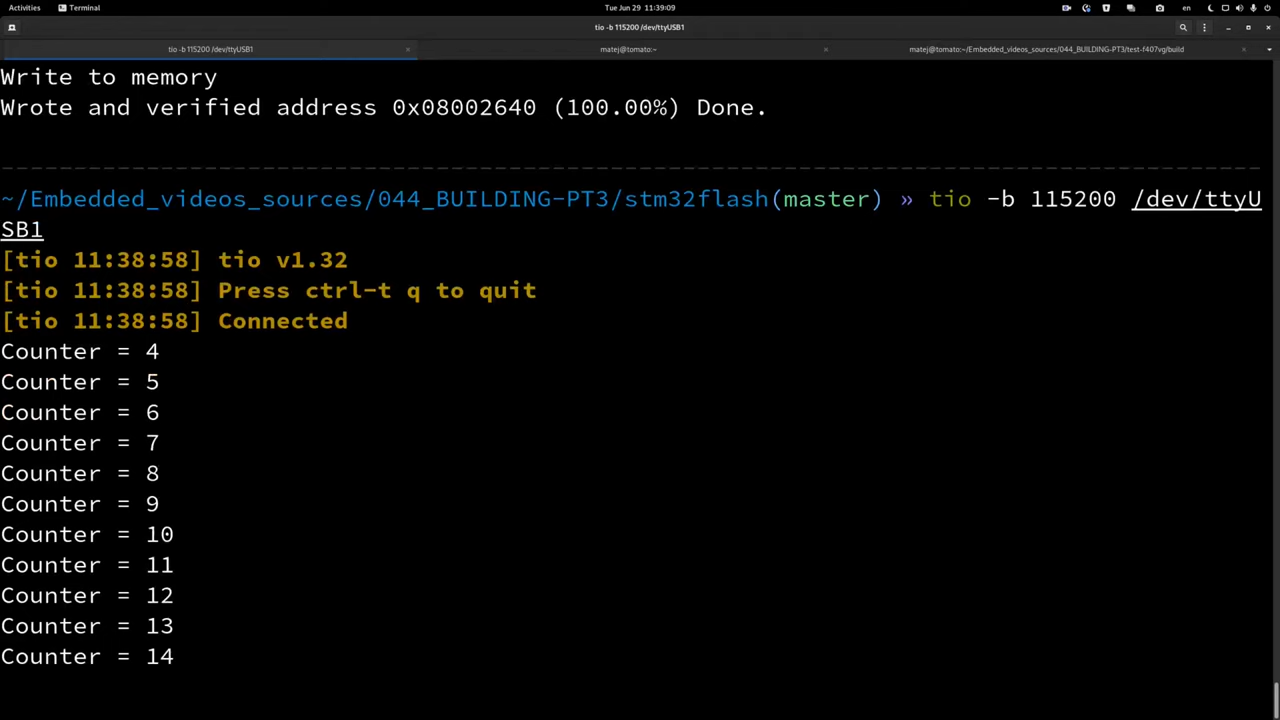 Activities Terminal Tue Jun 29 11:39:09 en
tio -b 115200 /dev/ttyUSB1
tio -b 115200 /dev/ttyUSB1 × matej@tomato:~ × matej@tomato:~/Embedded_videos_sources/044_BUILDING-PT3/test-f407vg/build ×
Write to memory
Wrote and verified address 0x08002640 (100.00%) Done.
~/Embedded_videos_sources/044_BUILDING-PT3/stm32flash(master) » tio -b 115200 /dev/ttyU
SB1
[tio 11:38:58] tio v1.32
[tio 11:38:58] Press ctrl-t q to quit
[tio 11:38:58] Connected
Counter = 4
Counter = 5
Counter = 6
Counter = 7
Counter = 8
Counter = 9
Counter = 10
Counter = 11
Counter = 12
Counter = 13
Counter = 14